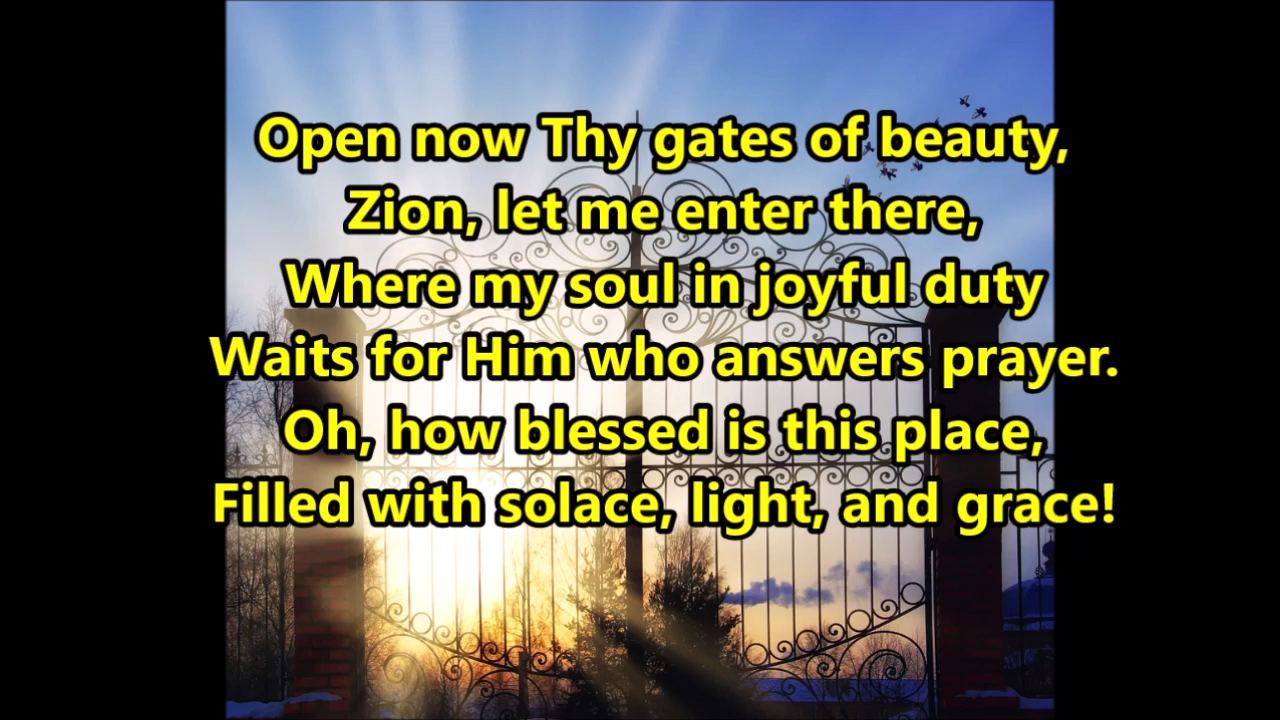 Open now Thy gates of beauty,
Zion, let me enter there,
Where my soul in joyful duty
Waits for Him who answers prayer.
Oh, how blessed is this place,
Filled with solace, light, and grace!